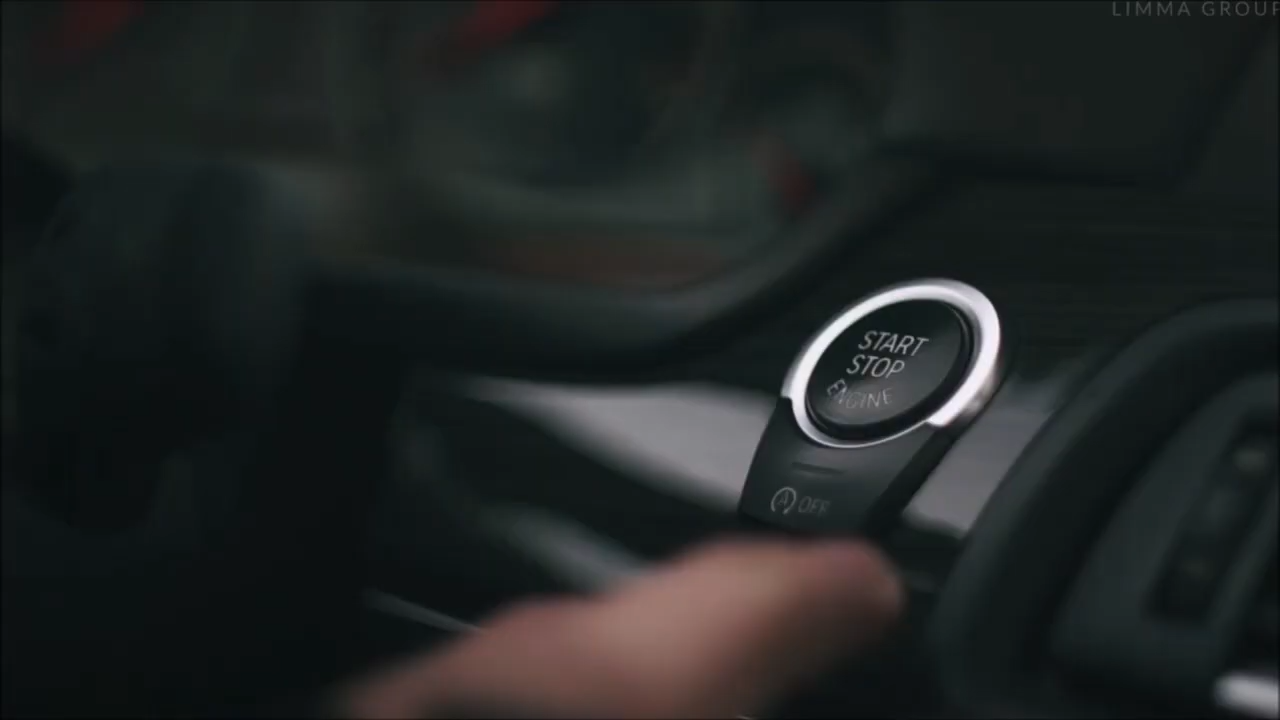 LIMMA GROUP
START
STOP
ENGINE
A OFF